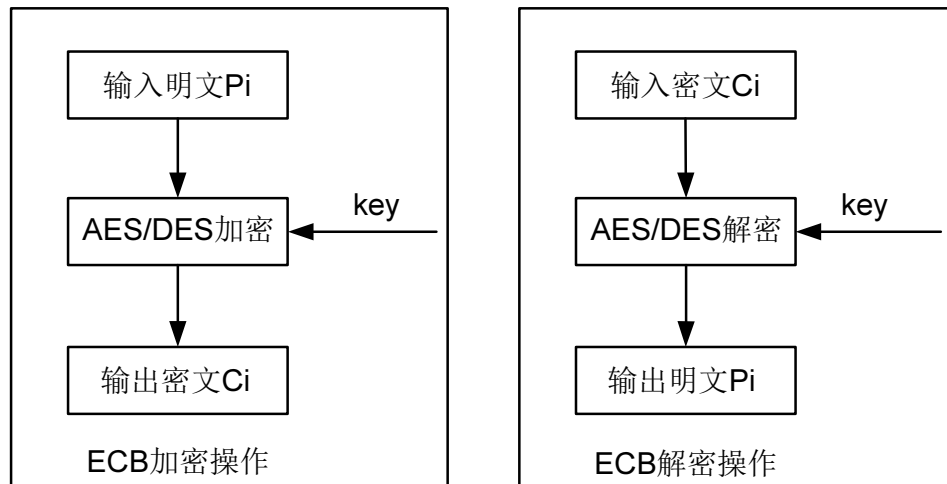 输入明文Pi
AES/DES加密
key
输出密文Ci
ECB加密操作
输入密文Ci
AES/DES解密
key
输出明文Pi
ECB解密操作